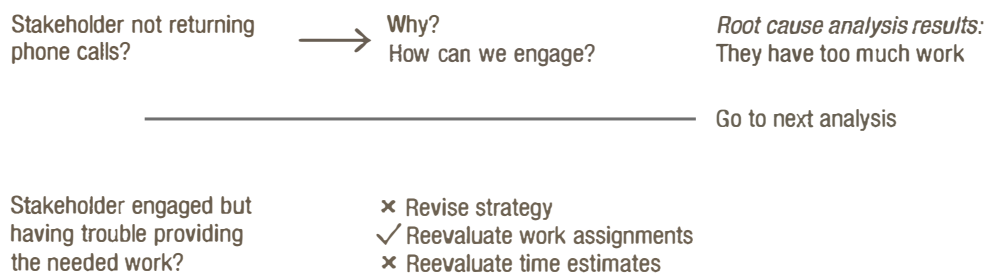 Stakeholder not returning
phone calls?
Why?
How can we engage?
Root cause analysis results:
They have too much work
Go to next analysis
Stakeholder engaged but
having trouble providing
the needed work?
× Revise strategy
✓ Reevaluate work assignments
× Reevaluate time estimates